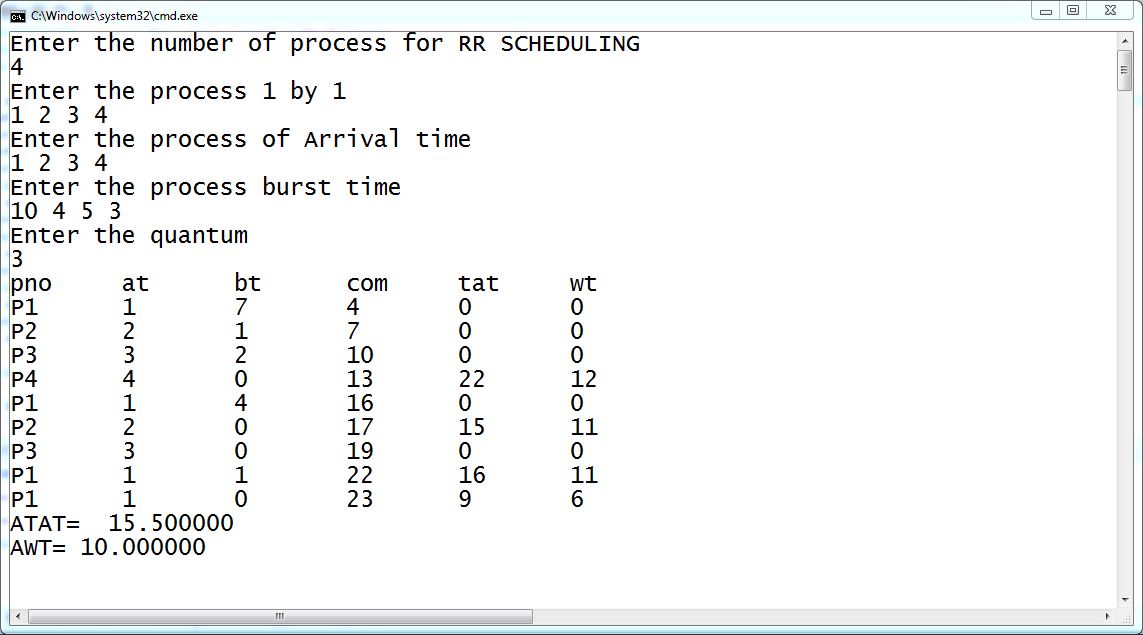 C:\Windows\system32\cmd.exe
Enter the number of process for RR SCHEDULING
4
Enter the process 1 by 1
1 2 3 4
Enter the process of Arrival time
1 2 3 4
Enter the process burst time
10 4 5 3
Enter the quantum
3
pno at bt com tat wt
P1 1 7 4 0 0
P2 2 1 7 0 0
P3 3 2 10 0 0
P4 4 0 13 22 12
P1 1 4 16 0 0
P2 2 0 17 15 11
P3 3 0 19 0 0
P1 1 1 22 16 11
P1 1 0 23 9 6
ATAT= 15.500000
AWT= 10.000000